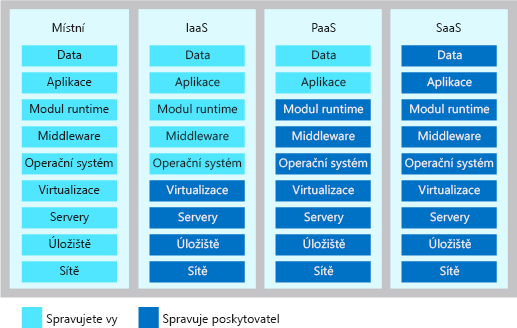 Místní IaaS PaaS SaaS
Data Data Data Data
Aplikace Aplikace Aplikace Aplikace
Modul runtime Modul runtime Modul runtime Modul runtime
Middleware Middleware Middleware Middleware
Operační systém Operační systém Operační systém Operační systém
Virtualizace Virtualizace Virtualizace Virtualizace
Servery Servery Servery Servery
Úložiště Úložiště Úložiště Úložiště
Sítě Sítě Sítě Sítě
Spravujete vy Spravuje poskytovatel